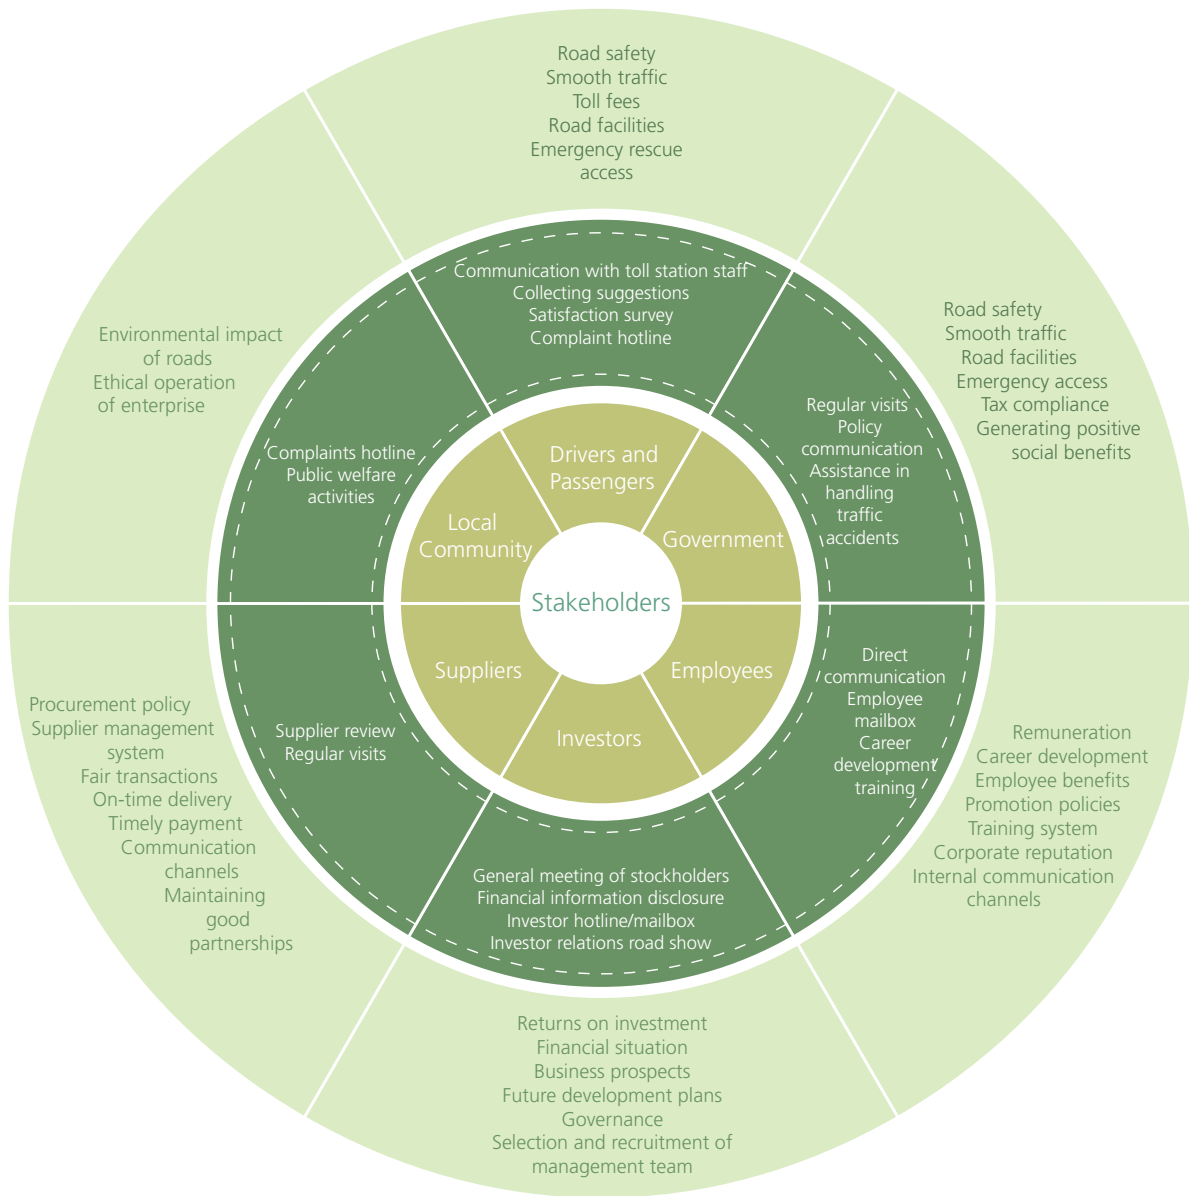 Road safety
Smooth traffic
Toll fees
Road facilities
Emergency rescue
access
Communication with toll station staff
Collecting suggestions
Satisfaction survey
Complaint hotline
Drivers and
Passengers
Road safety
Smooth traffic
Road facilities
Emergency access
Tax compliance
Generating positive
social benefits
Regular visits
Policy
communication
Assistance in
handling
traffic
accidents
Government
Environmental impact
of roads
Ethical operation
of enterprise
Complaints hotline
Public welfare
activities
Local
Community
Stakeholders
Suppliers
Supplier review
Regular visits
Procurement policy
Supplier management
system
Fair transactions
On-time delivery
Timely payment
Communication
channels
Maintaining
good
partnerships
Employees
Direct
communication
Employee
mailbox
Career
development
training
Remuneration
Career development
Employee benefits
Promotion policies
Training system
Corporate reputation
Internal communication
channels
Investors
General meeting of stockholders
Financial information disclosure
Investor hotline/mailbox
Investor relations road show
Returns on investment
Financial situation
Business prospects
Future development plans
Governance
Selection and recruitment of
management team